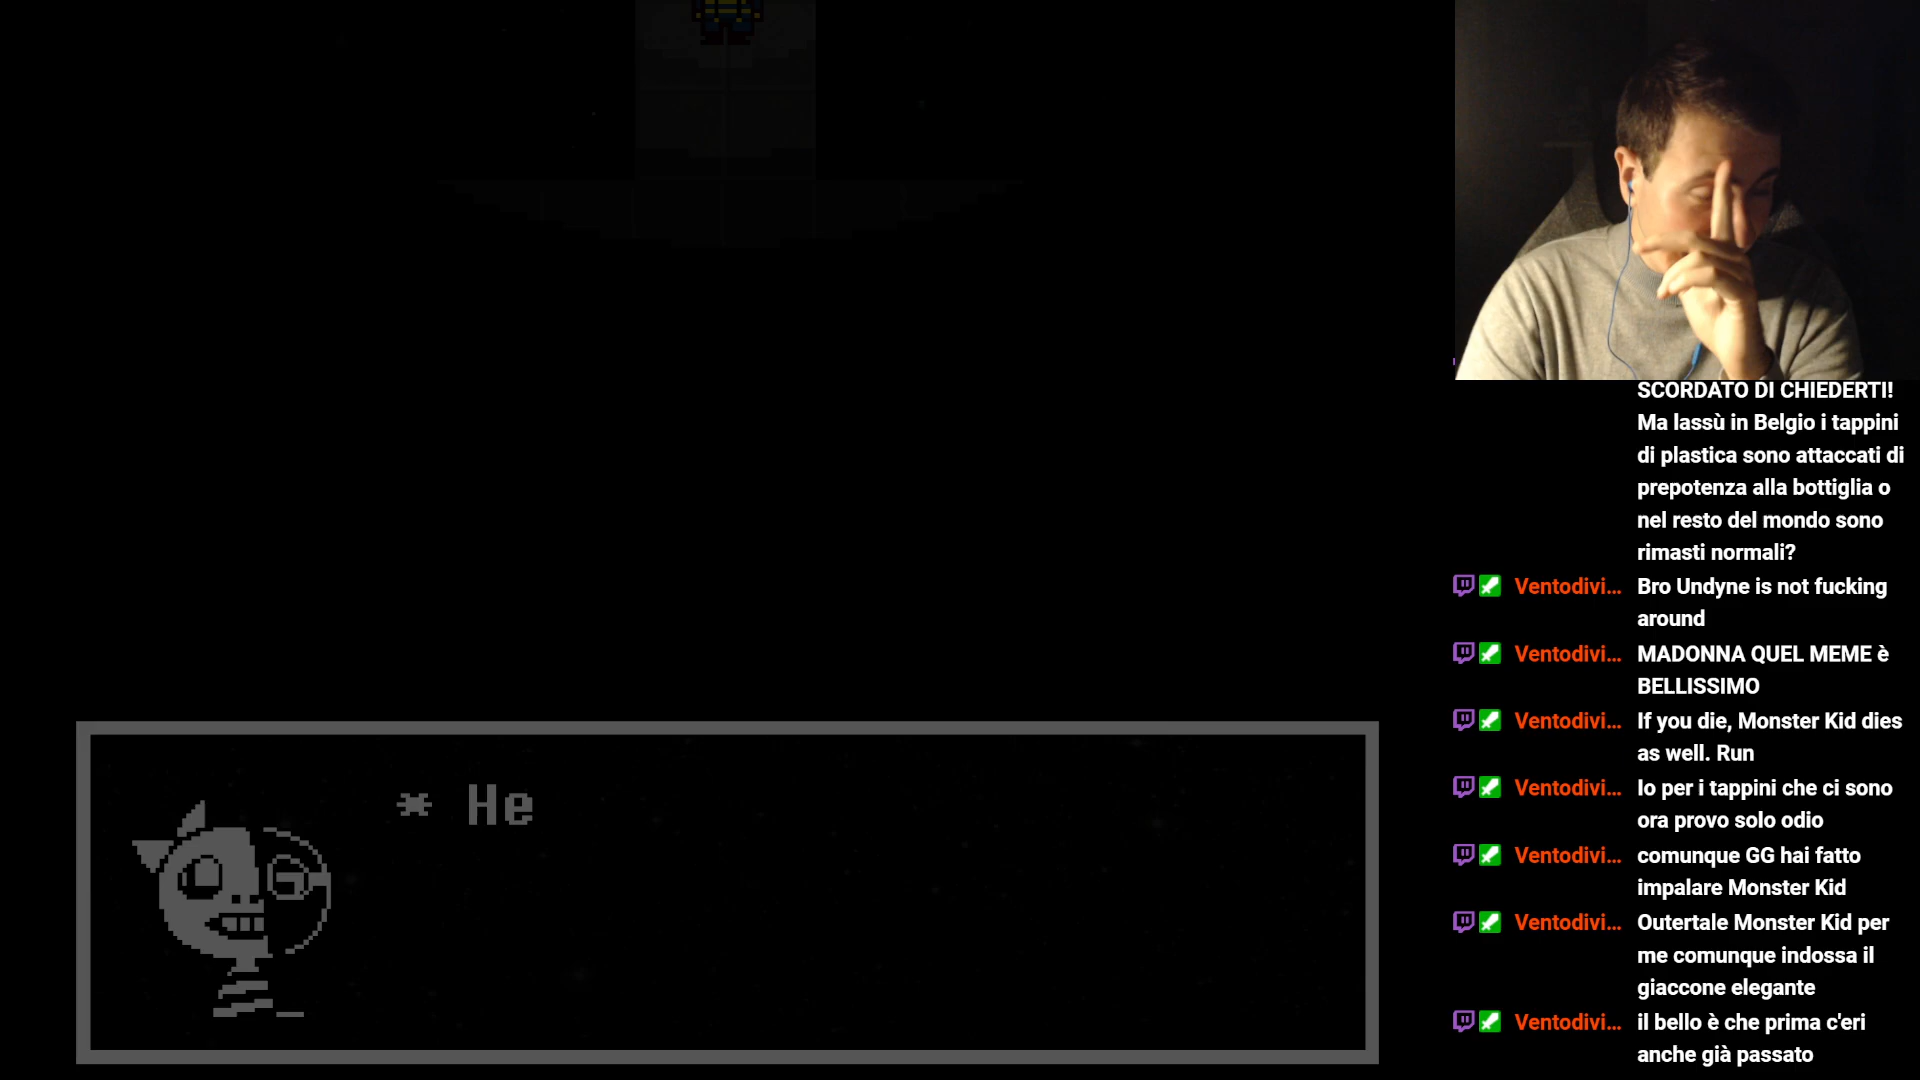 * He
SCORDATO DI CHIEDERTI!
Ma lassù in Belgio i tappini
di plastica sono attaccati di
prepotenza alla bottiglia o
nel resto del mondo sono
rimasti normali?
Ventodivi... Bro Undyne is not fucking
around
Ventodivi... MADONNA QUEL MEME è
BELLISSIMO
Ventodivi... If you die, Monster Kid dies
as well. Run
Ventodivi... Io per i tappini che ci sono
ora provo solo odio
Ventodivi... comunque GG hai fatto
impalare Monster Kid
Ventodivi... Outertale Monster Kid per
me comunque indossa il
giaccone elegante
Ventodivi... il bello è che prima c'eri
anche già passato